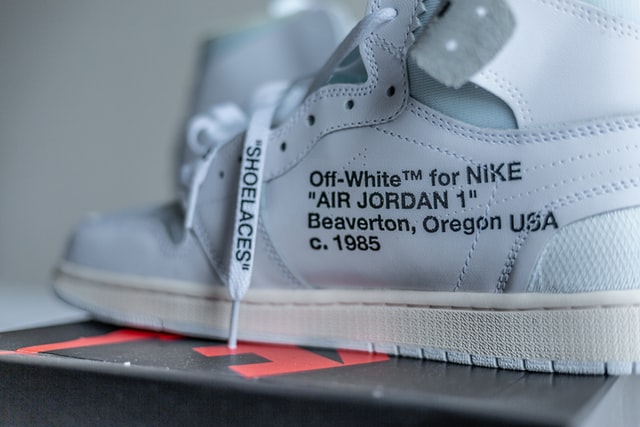 "SHOELACES"
Off-White™ for NIKE
"AIR JORDAN 1"
Beaverton, Oregon USA
c. 1985